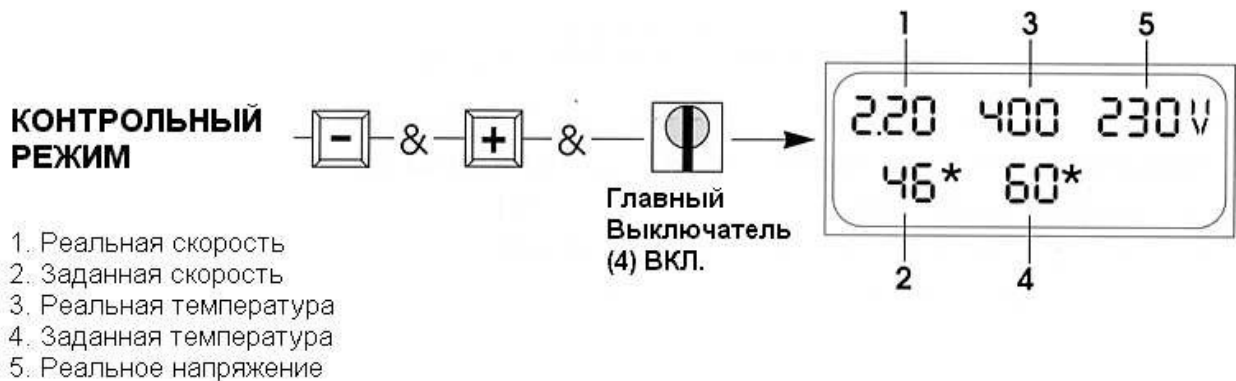 1 3 5
КОНТРОЛЬНЫЙ
РЕЖИМ
- & + &
2.20 400 230V
46* 60*
Главный
Выключатель
(4) ВКЛ.
2 4
1. Реальная скорость
2. Заданная скорость
3. Реальная температура
4. Заданная температура
5. Реальное напряжение